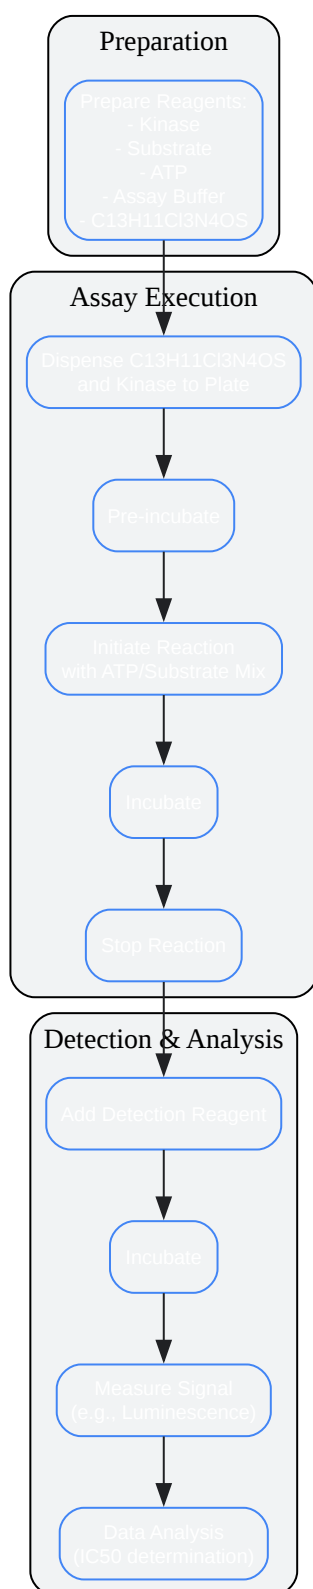 Preparation
Prepare Reagents:
- Kinase
- Substrate
- ATP
- Assay Buffer
- C13H11Cl3N4OS
Assay Execution
Dispense C13H11Cl3N4OS
and Kinase to Plate
Pre-incubate
Initiate Reaction
with ATP/Substrate Mix
Incubate
Stop Reaction
Detection & Analysis
Add Detection Reagent
Incubate
Measure Signal
(e.g., Luminescence)
Data Analysis
(IC50 determination)